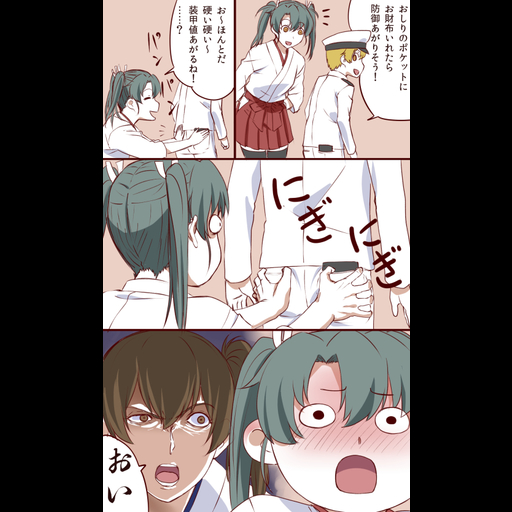 おしりのポケットに
お財布いれたら
防御あがりそう！
お～ほんとだ
硬い硬い～
装甲値あがるね！
……？
パン
パン
にぎ
にぎ
おい